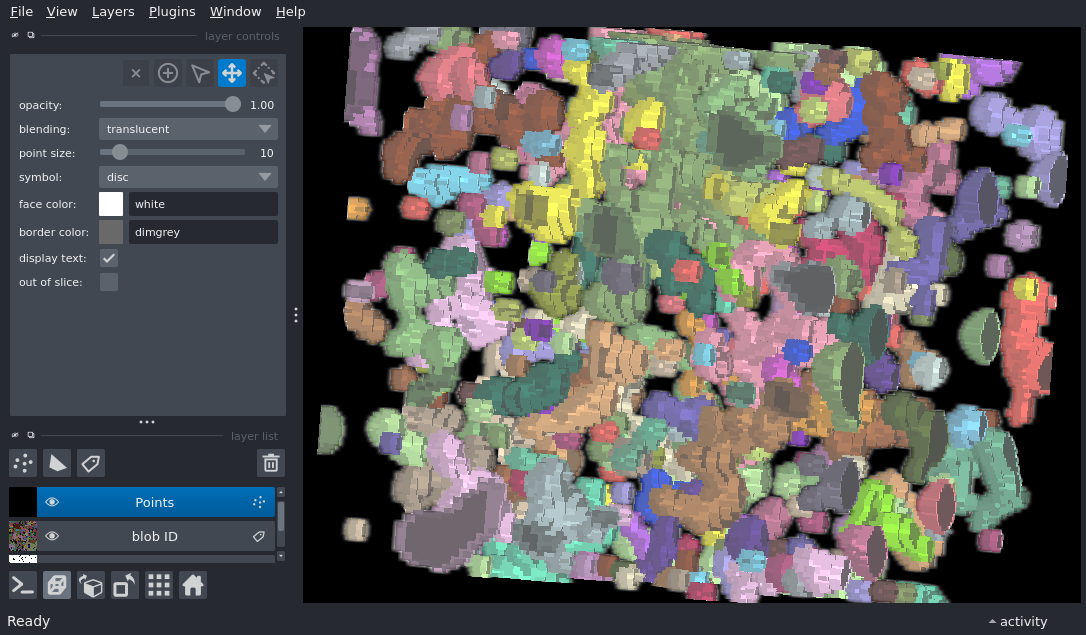 File View Layers Plugins Window Help
layer controls
opacity: 1.00
blending: translucent
point size: 10
symbol: disc
face color: white
border color: dimgrey
display text:
out of slice:
layer list
Points
blob ID
Ready
activity